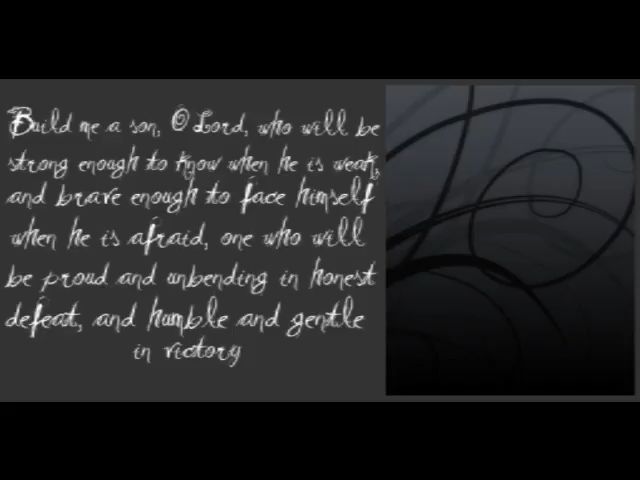 Build me a son, O Lord, who will be
strong enough to know when he is weak,
and brave enough to face himself
when he is afraid, one who will
be proud and unbending in honest
defeat, and humble and gentle
in victory